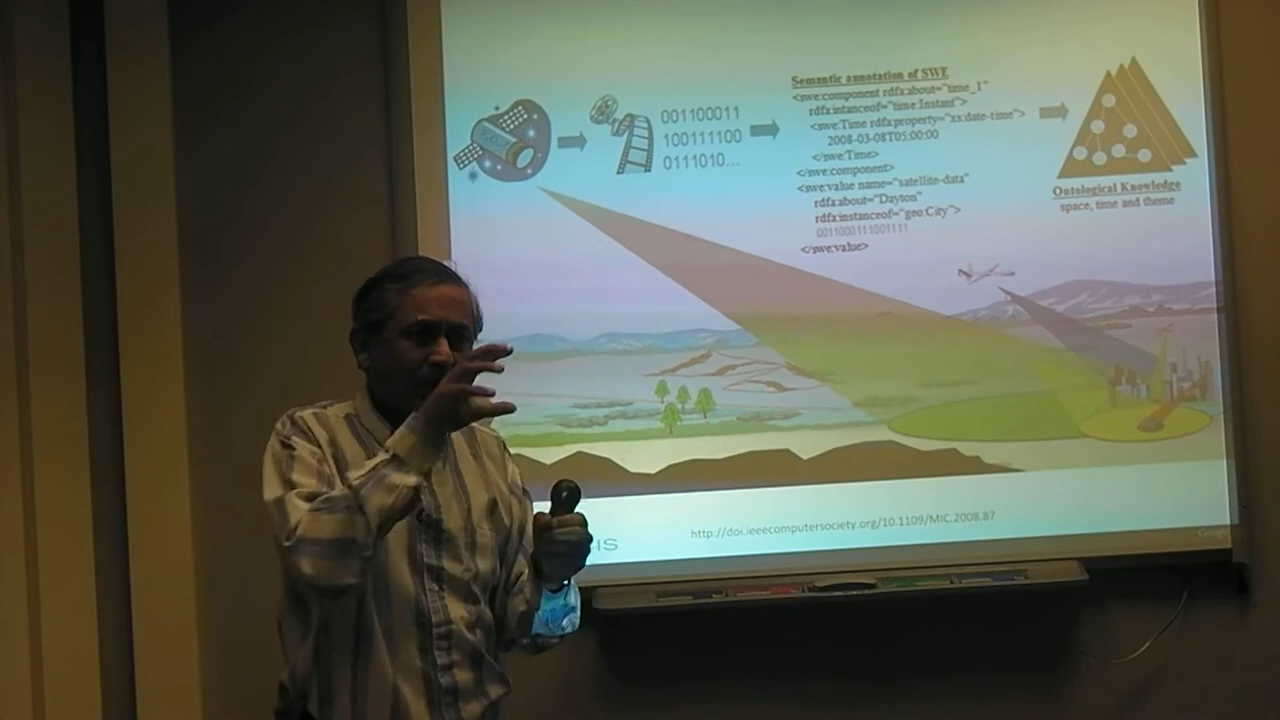 Semantic annotation of SWE
<swe:component rdfa:about="time_1"
rdfa:intanceof="time:Instant">
<swe:Time rdfa:property="xs:date-time">
2008-03-08T05:00:00
</swe:Time>
</swe:component>
<swe:value name="satellite-data"
rdfa:about="Dayton"
rdfa:instanceof="geo:City">
0011000111001111
</swe:value>
001100011
100111100
0111010...
Ontological Knowledge
space, time and theme
http://doi.ieeecomputersociety.org/10.1109/MIC.2008.87
IS
Google